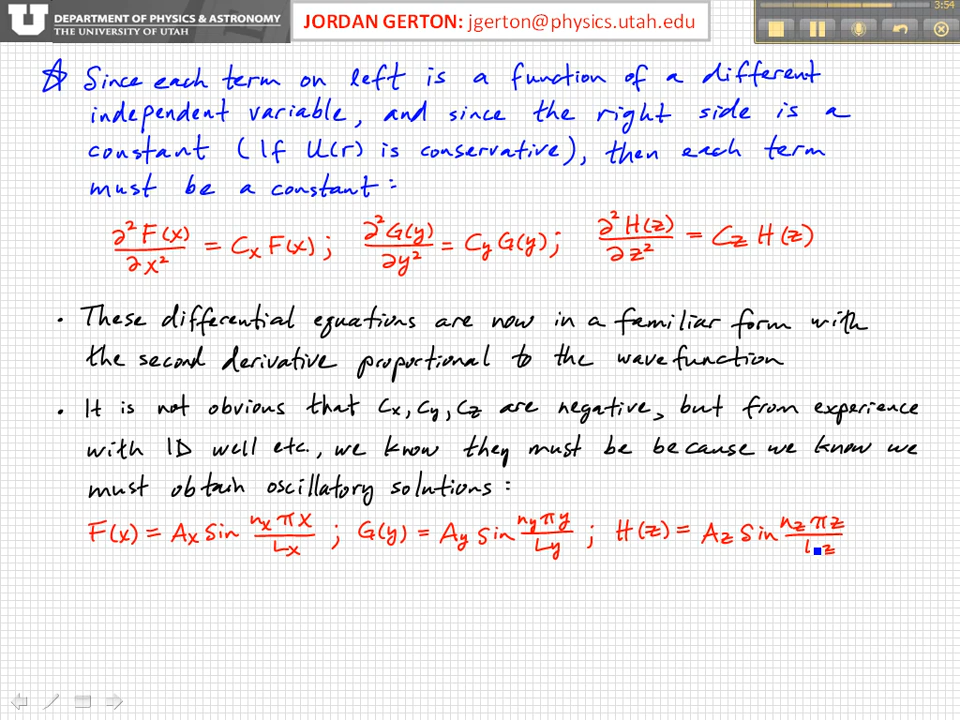 U DEPARTMENT OF PHYSICS & ASTRONOMY
THE UNIVERSITY OF UTAH
JORDAN GERTON: jgerton@physics.utah.edu
3:54
☆ Since each term on left is a function of a different
independent variable, and since the right side is a
constant (If U(r) is conservative), then each term
must be a constant:
∂²F(x)/∂x² = Cx F(x); ∂²G(y)/∂y² = Cy G(y); ∂²H(z)/∂z² = Cz H(z)
· These differential equations are now in a familiar form with
the second derivative proportional to the wavefunction
· It is not obvious that Cx, Cy, Cz are negative, but from experience
with 1D well etc., we know they must be because we know we
must obtain oscillatory solutions:
F(x) = Ax sin nxπx/Lx ; G(y) = Ay sin nyπy/Ly ; H(z) = Az sin nzπz/Lz